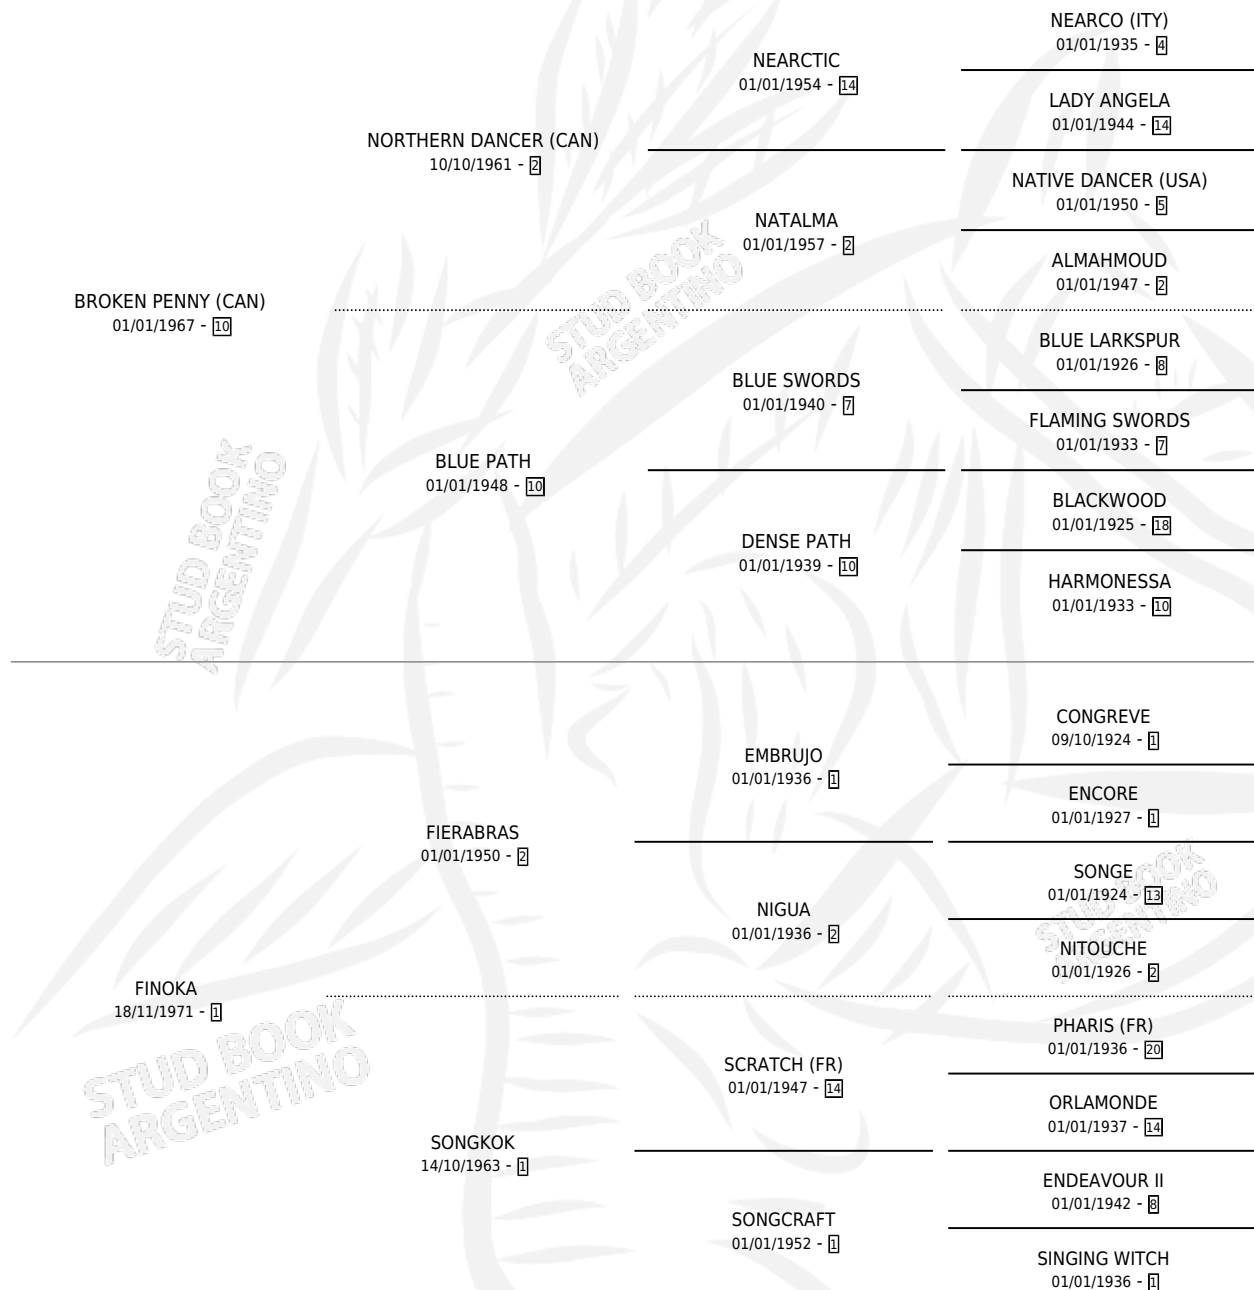 NEARCO (ITY)
01/01/1935 - 4
NEARCTIC
01/01/1954 - 14
LADY ANGELA
01/01/1944 - 14
NORTHERN DANCER (CAN)
10/10/1961 - 2
NATIVE DANCER (USA)
01/01/1950 - 5
NATALMA
01/01/1957 - 2
ALMAHMOUD
01/01/1947 - 2
BROKEN PENNY (CAN)
01/01/1967 - 10
STUD BOOK
ARGENTINO
BLUE LARKSPUR
01/01/1926 - 8
BLUE SWORDS
01/01/1940 - 7
FLAMING SWORDS
01/01/1933 - 7
BLUE PATH
01/01/1948 - 10
BLACKWOOD
01/01/1925 - 18
DENSE PATH
01/01/1939 - 10
HARMONESSA
01/01/1933 - 10
STUD BOOK
ARGENTINO
CONGREVE
09/10/1924 - 1
EMBRUJO
01/01/1936 - 1
ENCORE
01/01/1927 - 1
FIERABRAS
01/01/1950 - 2
SONGE
01/01/1924 - 13
NIGUA
01/01/1936 - 2
NITOUCHE
01/01/1926 - 2
STUD BOOK
ARGENTINO
FINOKA
18/11/1971 - 1
STUD BOOK
ARGENTINO
PHARIS (FR)
01/01/1936 - 20
SCRATCH (FR)
01/01/1947 - 14
ORLAMONDE
01/01/1937 - 14
SONGKOK
14/10/1963 - 1
ENDEAVOUR II
01/01/1942 - 8
SONGCRAFT
01/01/1952 - 1
SINGING WITCH
01/01/1936 - 1